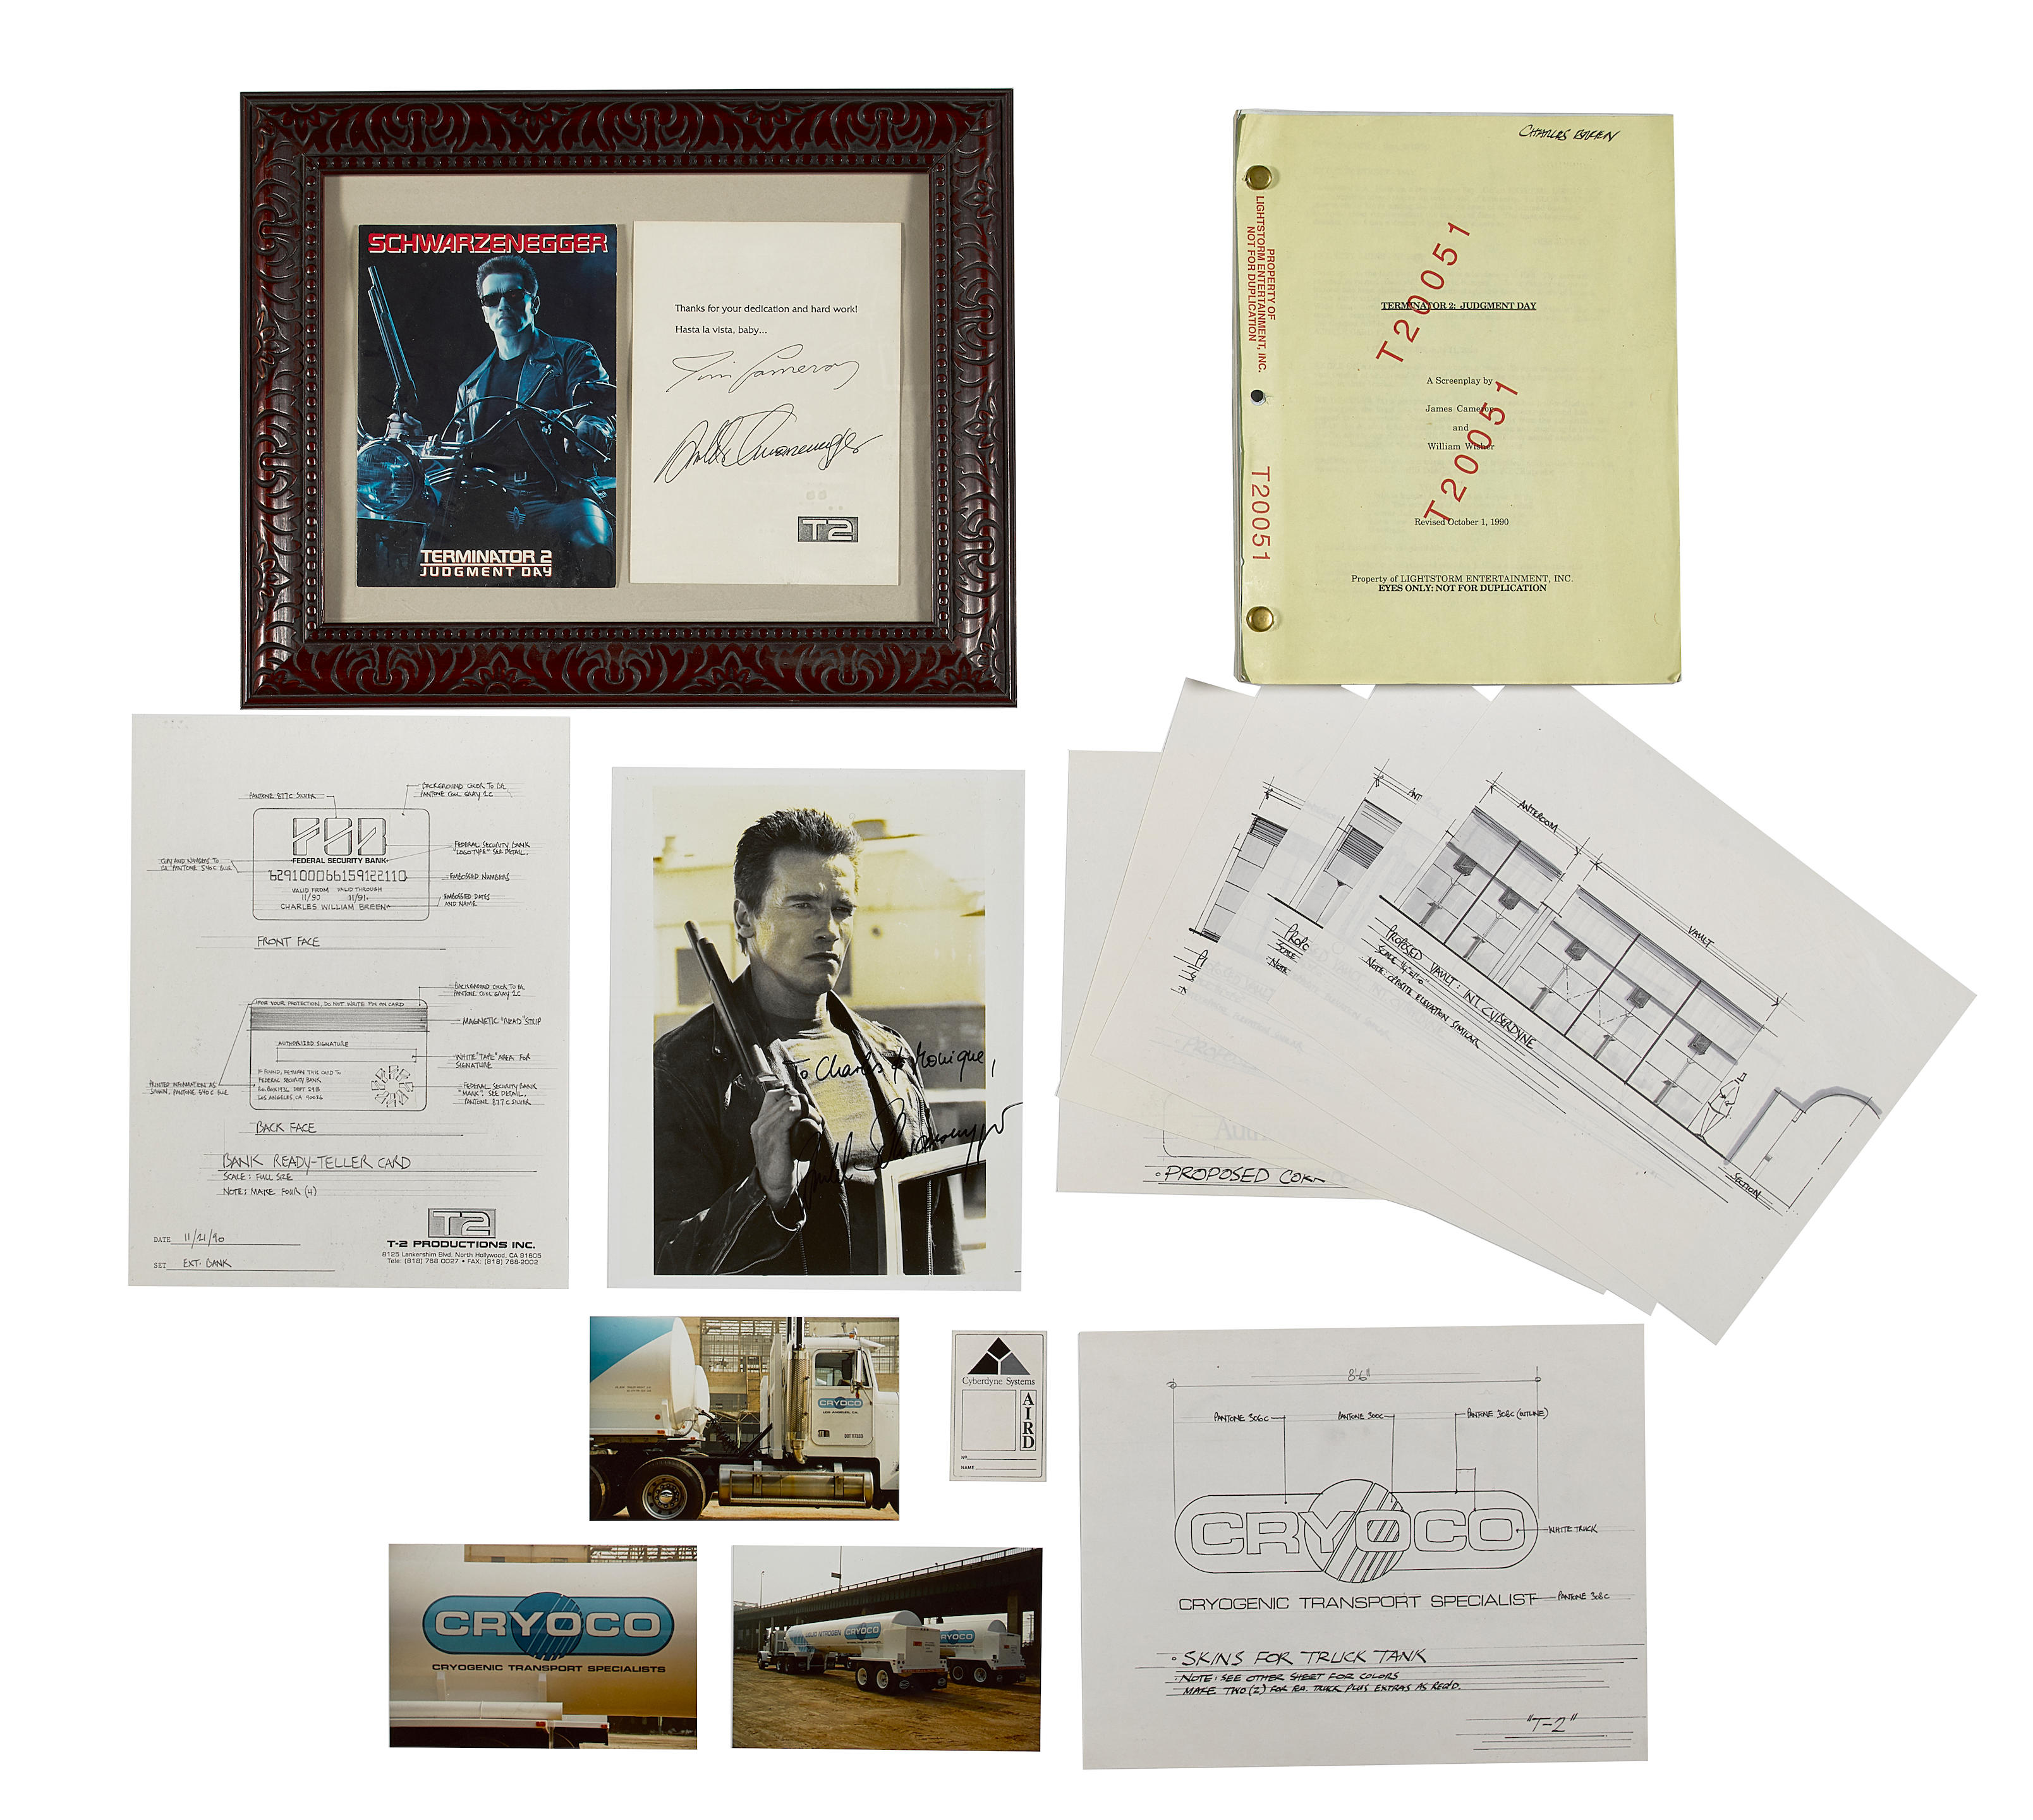 SCHWARZENEGGER
TERMINATOR 2
JUDGMENT DAY
Thanks for your dedication and hard work!
Hasta la vista, baby...
Jim Cameron
Arnold Schwarzenegger
T2
CHARLES BREEN
PROPERTY OF
LIGHTSTORM ENTERTAINMENT, INC.
NOT FOR DUPLICATION
T20051
T20051
T20051
TERMINATOR 2: JUDGMENT DAY
A Screenplay by
James Cameron
and
William Wisher
Revised October 1, 1990
Property of LIGHTSTORM ENTERTAINMENT, INC.
EYES ONLY: NOT FOR DUPLICATION
PANTONE 877C SILVER
BACKGROUND COLOR TO BE
PANTONE COOL GRAY 2C
FSB
FEDERAL SECURITY BANK
FEDERAL SECURITY BANK
"LOGOTYPE" SEE DETAIL.
COPY AND NUMBERS TO
BE PANTONE 540C BLUE
629100066159122110
EMBOSSED NUMBERS
VALID FROM VALID THROUGH
11/90 11/91
CHARLES WILLIAM BREEN
EMBOSSED DATES
AND NAME
FRONT FACE
BACKGROUND COLOR TO BE
PANTONE COOL GRAY 2C
FOR YOUR PROTECTION, DO NOT WRITE PIN ON CARD
MAGNETIC "READ" STRIP
AUTHORIZED SIGNATURE
WHITE "TAPE" AREA FOR
SIGNATURE
IF FOUND, RETURN THIS CARD TO
FEDERAL SECURITY BANK
P.O. BOX 1931 DEPT 29B
LOS ANGELES, CA 90026
PRINTED INFORMATION AS
SHOWN, PANTONE 540C BLUE
FEDERAL SECURITY BANK
"MARK". SEE DETAIL.
PANTONE 877C SILVER
BACK FACE
BANK READY-TELLER CARD
SCALE: FULL SIZE
NOTE: MAKE FOUR (4)
T2
T-2 PRODUCTIONS INC.
8125 Lankershim Blvd. North Hollywood, CA 91605
Tele: (818) 768 0027 • FAX: (818) 768-2002
DATE 11/21/90
SET EXT. BANK
To Charles & Monique,
Arnold Schwarzenegger
ANTEROOM
VAULT
ANT
PROPOSED VAULT: INT. CYBERDYNE
SCALE 1/4"=1'-0"
NOTE: OPPOSITE ELEVATION SIMILAR
SECTION
PROPO
SCALE
NOTE
PROPOSED COR
CRYOCO
LOS ANGELES, CA.
Cyberdyne Systems
AIRD
Nº
NAME
CRYOCO
CRYOGENIC TRANSPORT SPECIALISTS
LIQUID NITROGEN
CRYOCO
CRYOCO
8'6"
PANTONE 306C
PANTONE 300C
PANTONE 308C (OUTLINE)
CRYOCO
WHITE TRUCK
CRYOGENIC TRANSPORT SPECIALIST
PANTONE 308C
• SKINS FOR TRUCK TANK
NOTE: SEE OTHER SHEET FOR COLORS
MAKE TWO (2) FOR EA. TRUCK PLUS EXTRAS AS REQ'D.
"T-2"